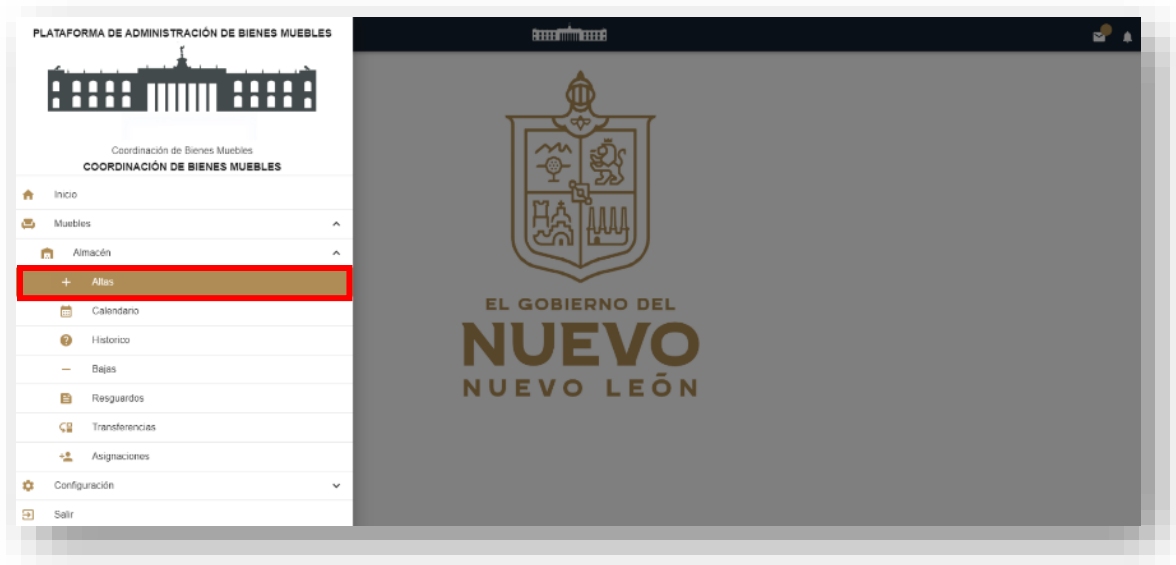 PLATAFORMA DE ADMINISTRACIÓN DE BIENES MUEBLES
Coordinación de Bienes Muebles
COORDINACIÓN DE BIENES MUEBLES
Inicio
Muebles
Almacén
Altas
Calendario
Historico
Bajas
Resguardos
Transferencias
Asignaciones
Configuración
Salir
EL GOBIERNO DEL
NUEVO
NUEVO LEÓN